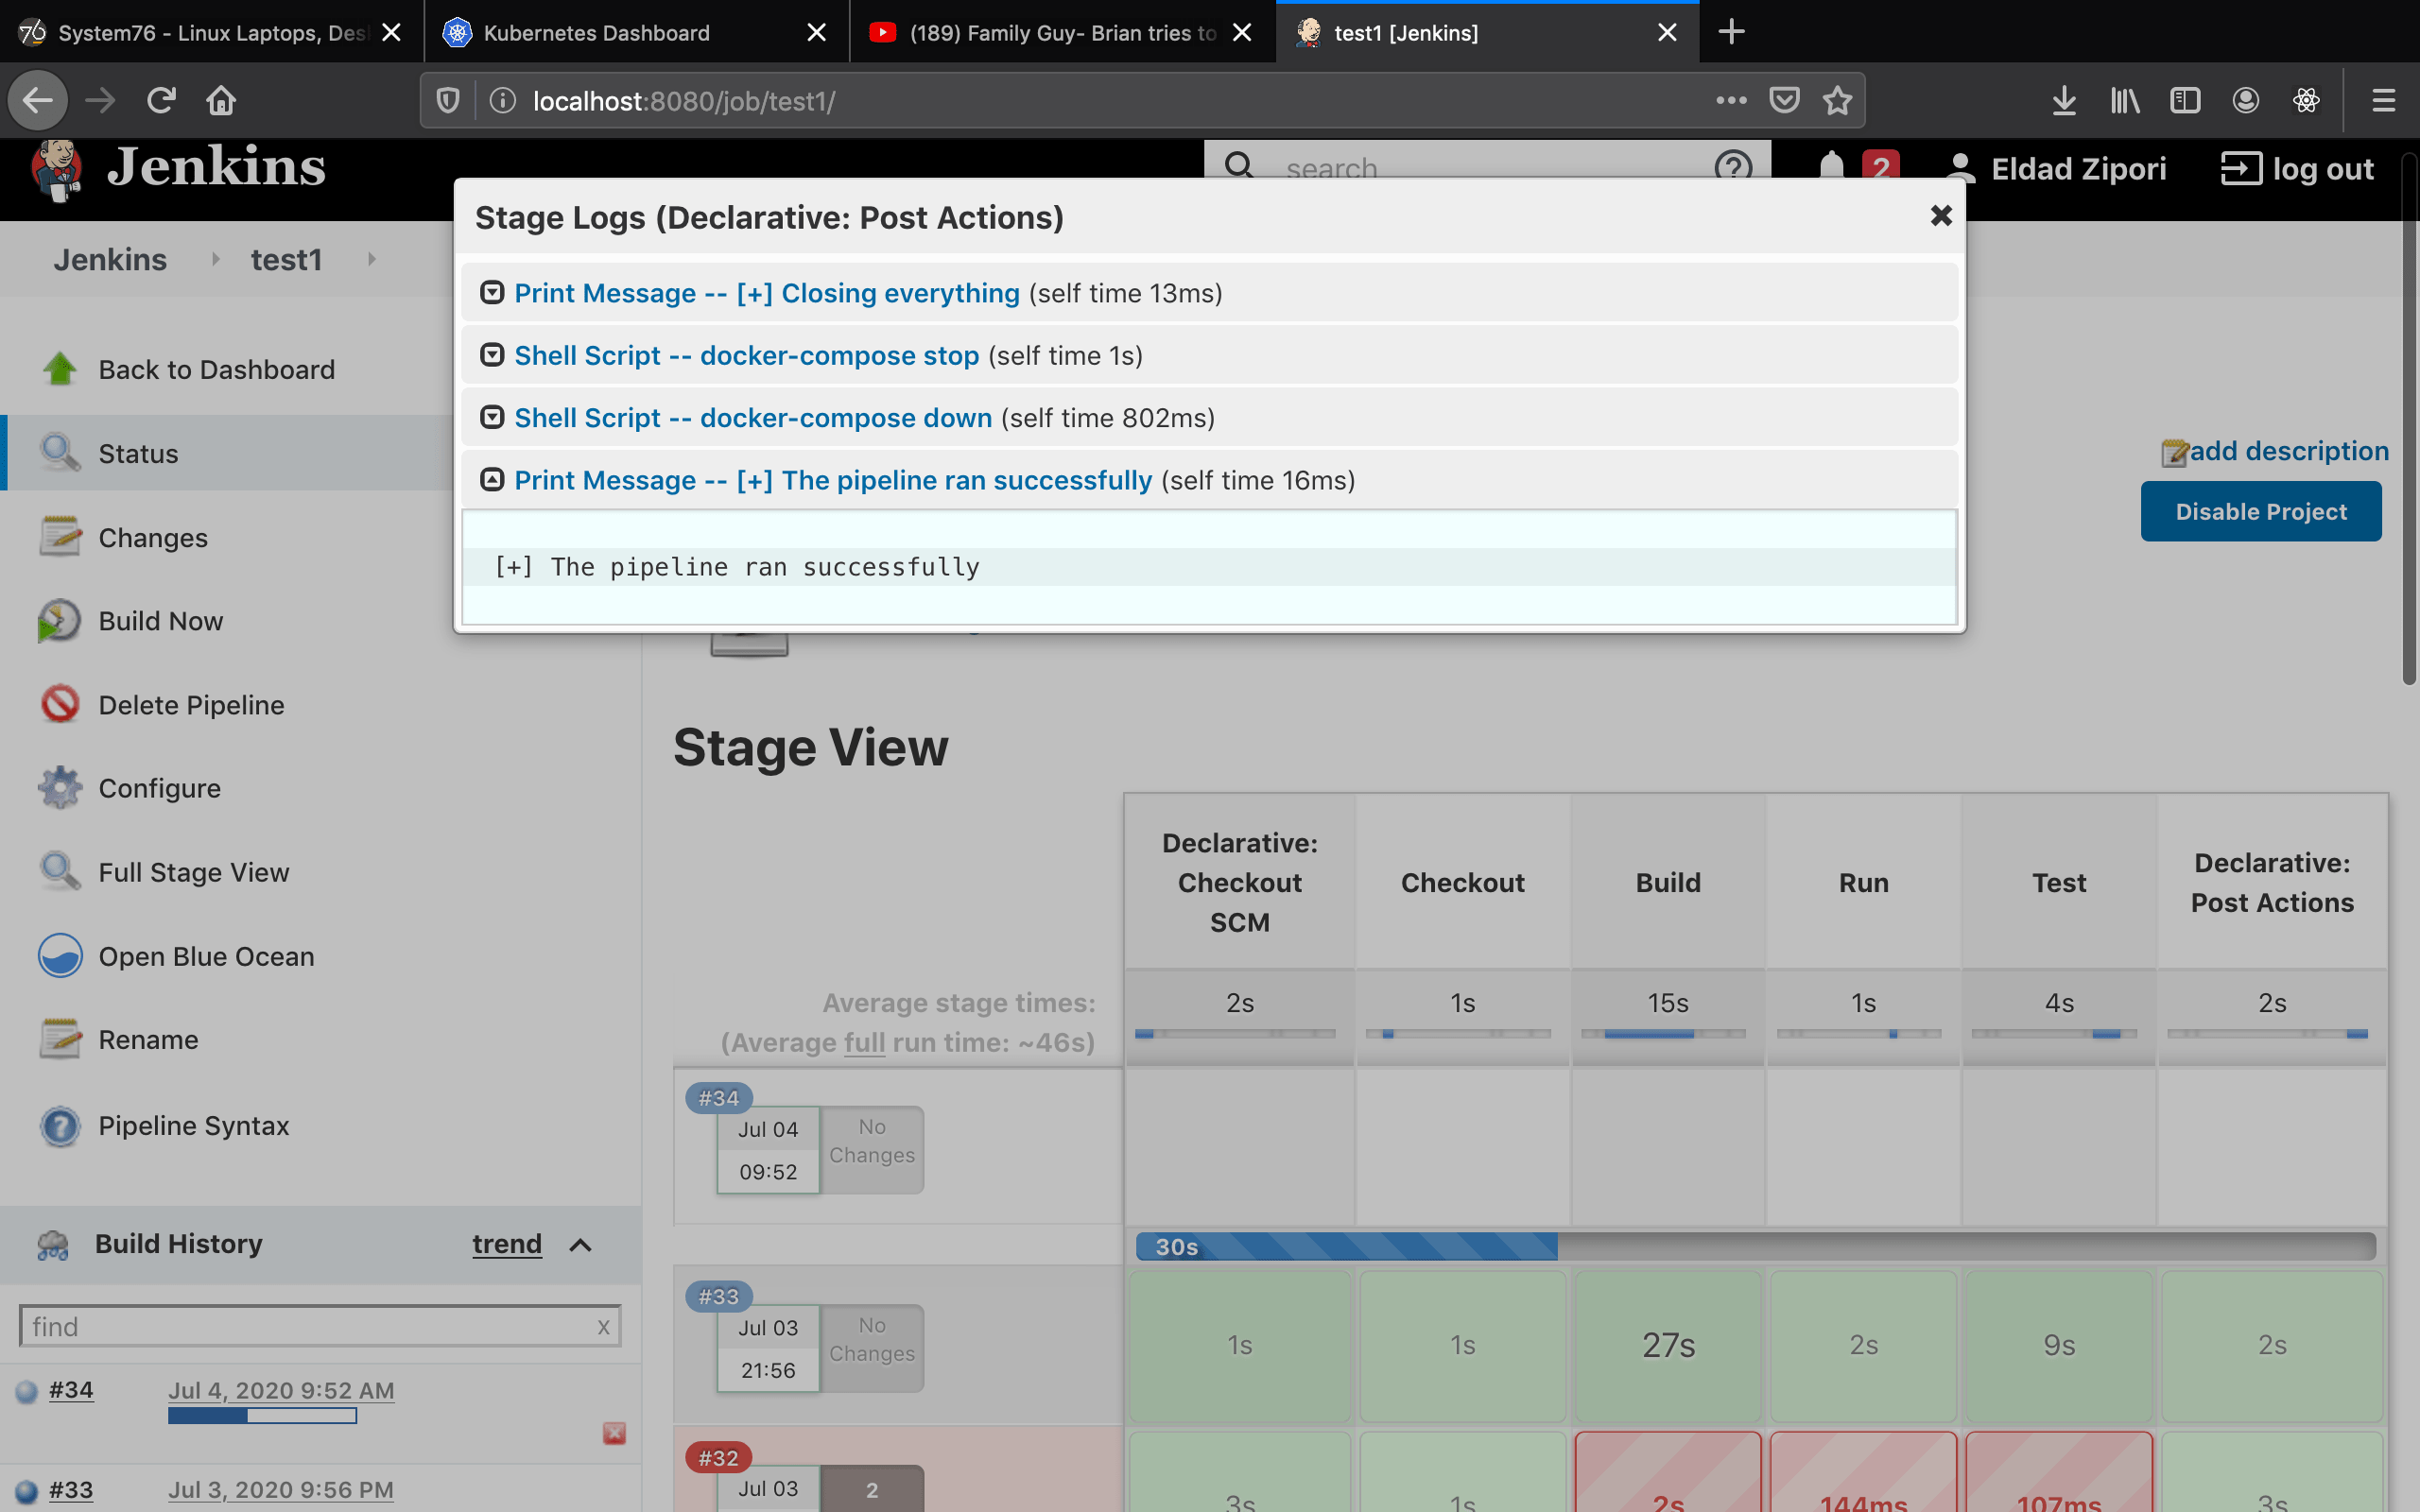 System76 - Linux Laptops, Des
Kubernetes Dashboard
(189) Family Guy- Brian tries to
test1 [Jenkins]
localhost:8080/job/test1/
Jenkins
search
2
Eldad Zipori
log out
Jenkins
test1
Stage Logs (Declarative: Post Actions)
Print Message -- [+] Closing everything (self time 13ms)
Shell Script -- docker-compose stop (self time 1s)
Shell Script -- docker-compose down (self time 802ms)
Print Message -- [+] The pipeline ran successfully (self time 16ms)
[+] The pipeline ran successfully
Back to Dashboard
Status
Changes
Build Now
Delete Pipeline
Configure
Full Stage View
Open Blue Ocean
Rename
Pipeline Syntax
add description
Disable Project
Stage View
Declarative:
Checkout
SCM
Checkout
Build
Run
Test
Declarative:
Post Actions
Average stage times:
(Average full run time: ~46s)
2s
1s
15s
1s
4s
2s
#34
Jul 04
09:52
No
Changes
30s
#33
Jul 03
21:56
No
Changes
1s
1s
27s
2s
9s
2s
#32
Jul 03
2
3s
1s
2s
144ms
107ms
3s
Build History
trend
find
x
#34
Jul 4, 2020 9:52 AM
#33
Jul 3, 2020 9:56 PM